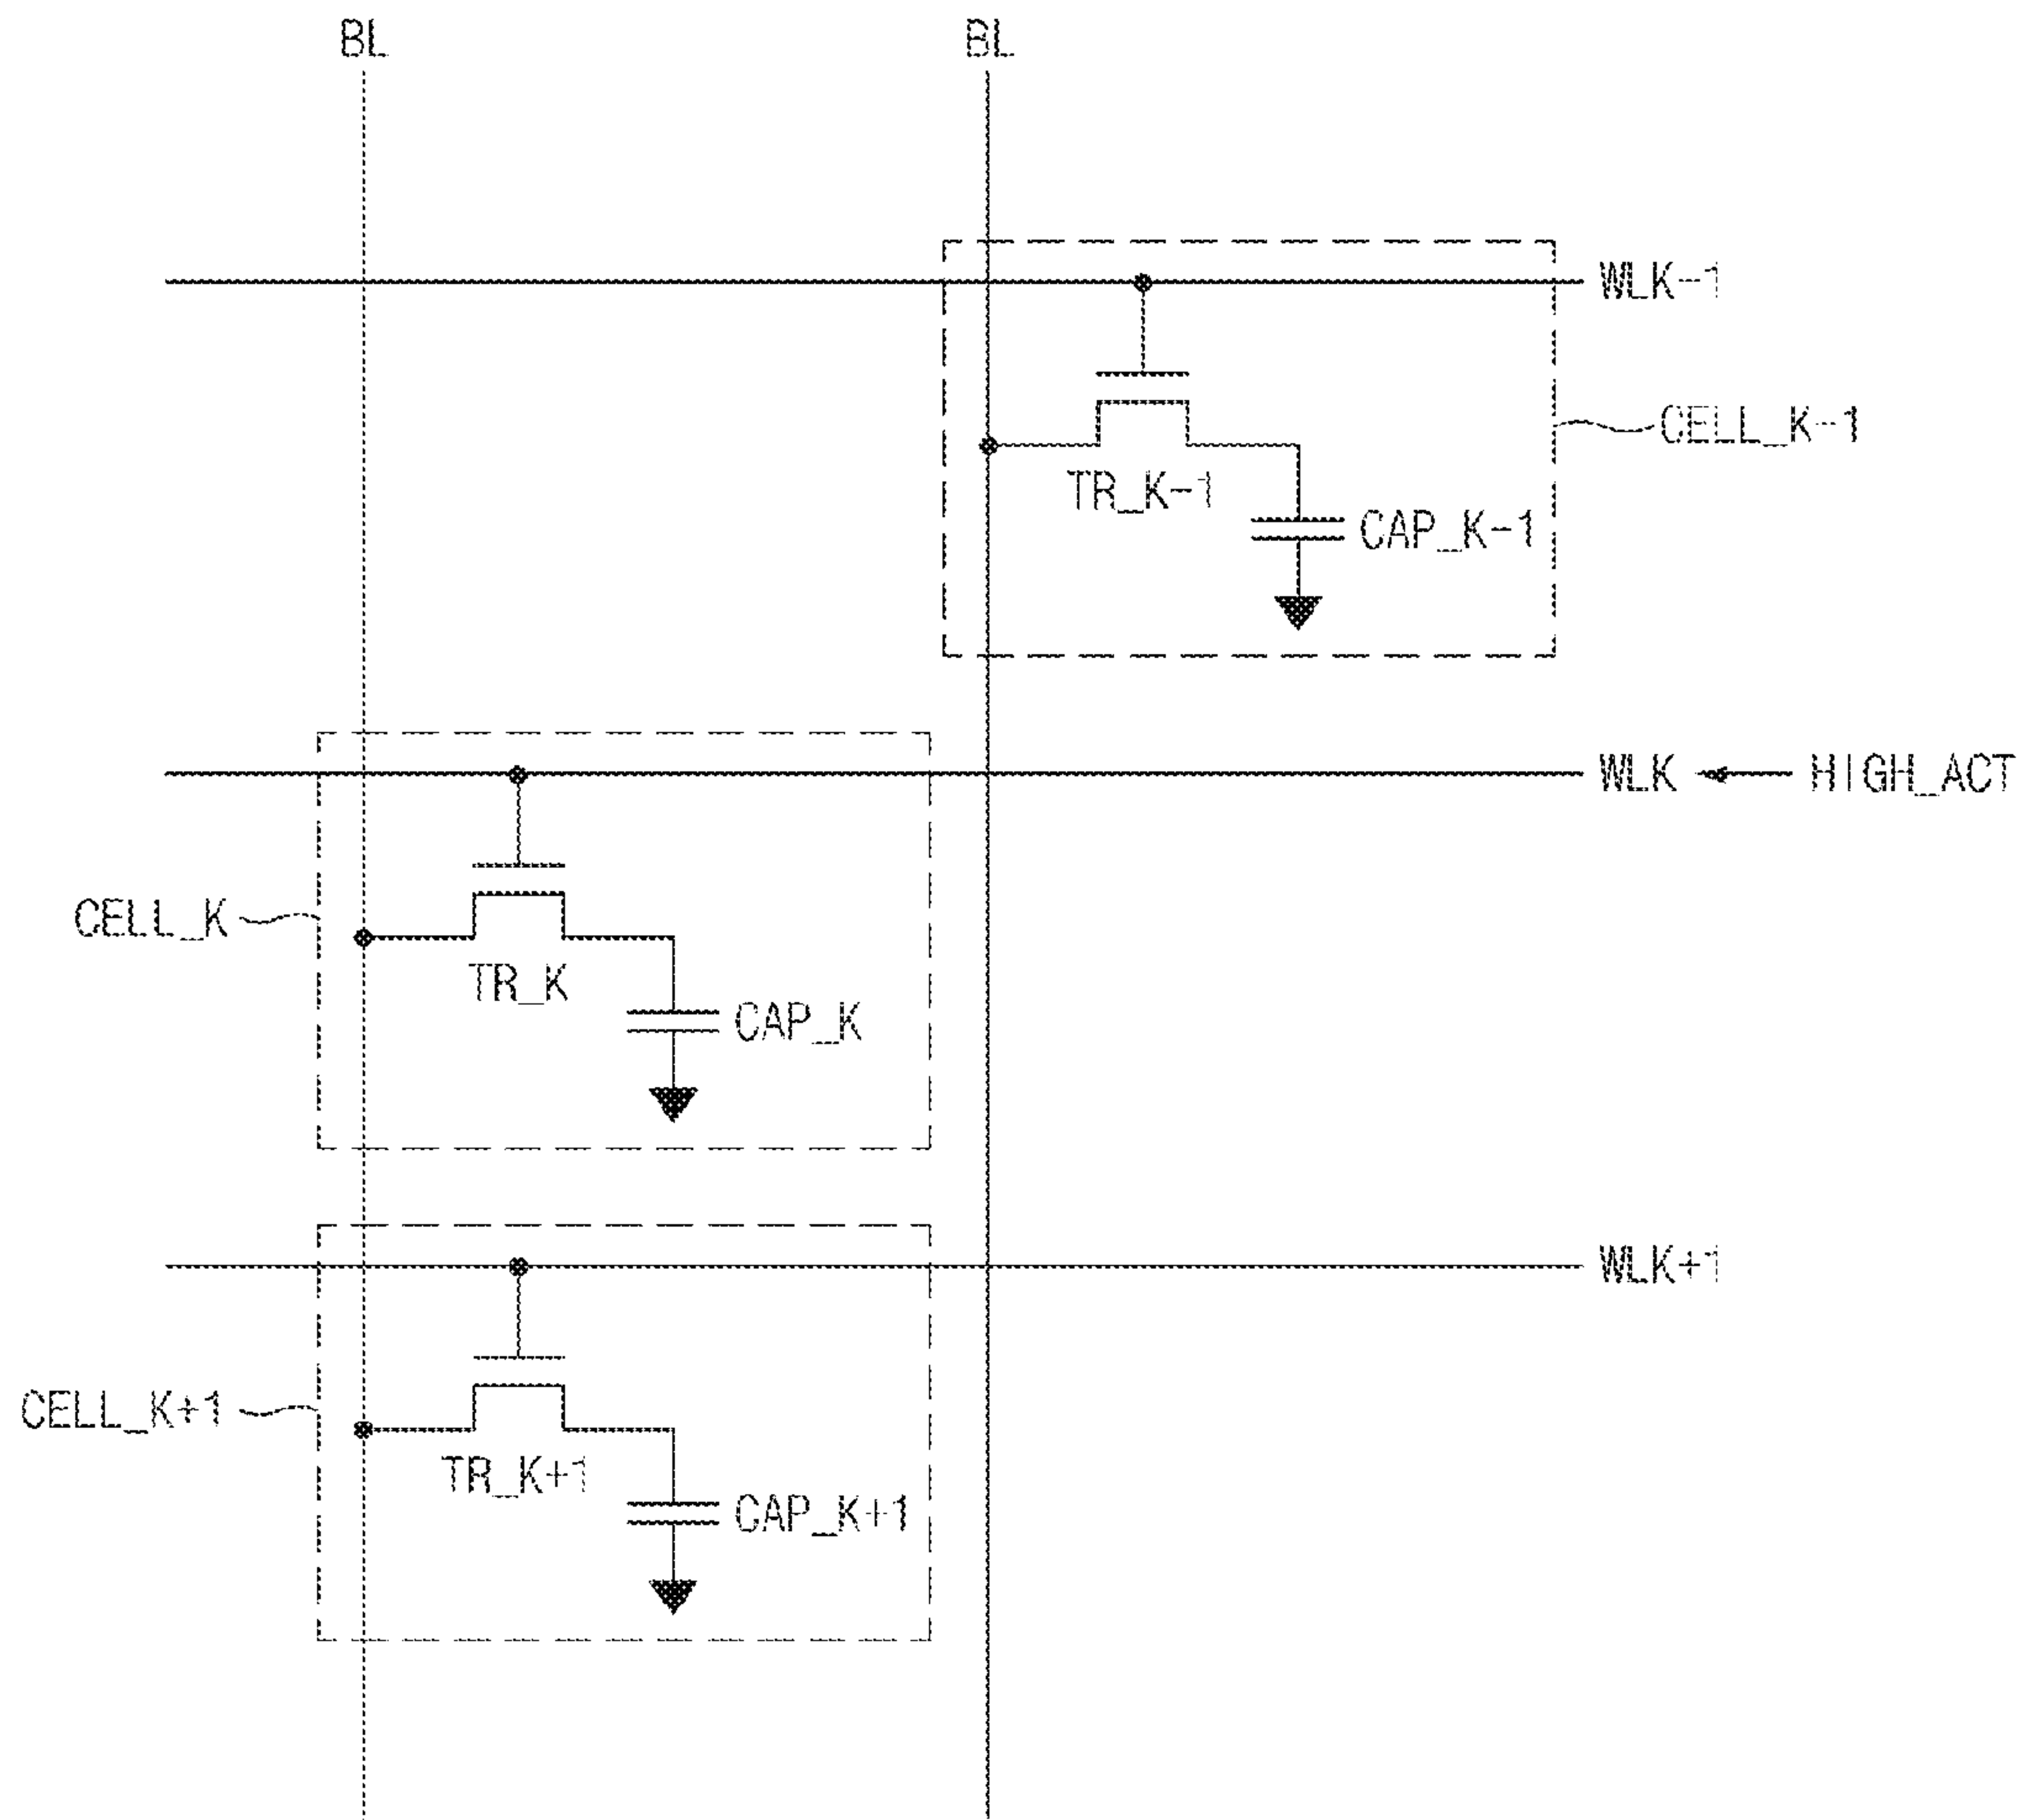 BL BL
WLK-1
CELL_K-1
TR_K-1
CAP_K-1
WLK HIGH_ACT
CELL_K
TR_K
CAP_K
WLK+1
CELL_K+1
TR_K+1
CAP_K+1